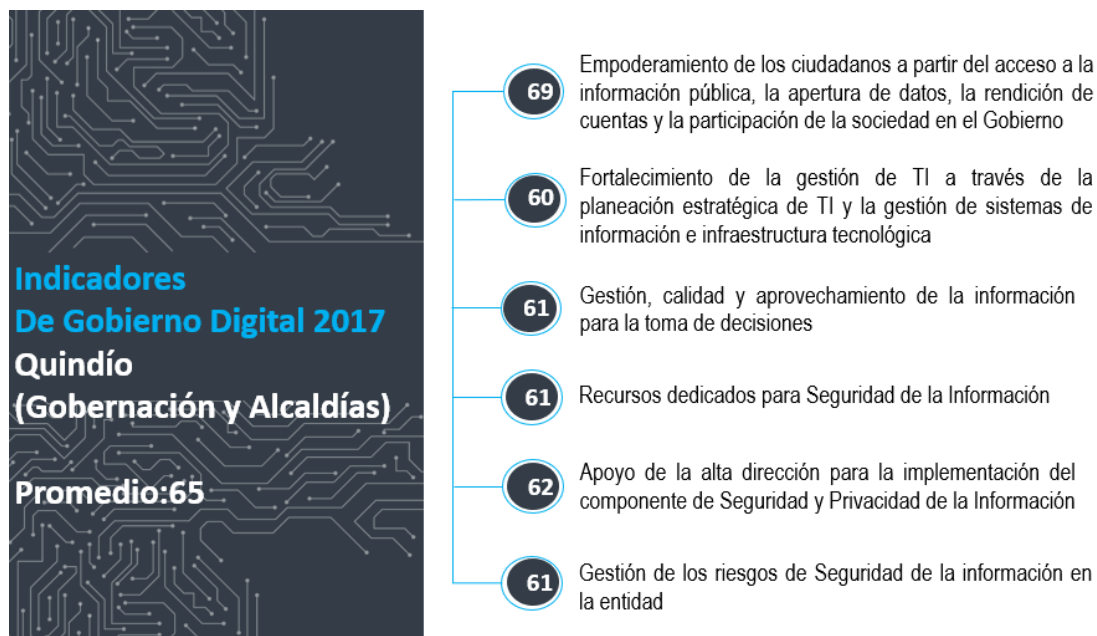 Indicadores
De Gobierno Digital 2017
Quindío
(Gobernación y Alcaldías)
Promedio:65
69
Empoderamiento de los ciudadanos a partir del acceso a la
información pública, la apertura de datos, la rendición de
cuentas y la participación de la sociedad en el Gobierno
60
Fortalecimiento de la gestión de TI a través de la
planeación estratégica de TI y la gestión de sistemas de
información e infraestructura tecnológica
61
Gestión, calidad y aprovechamiento de la información
para la toma de decisiones
61
Recursos dedicados para Seguridad de la Información
62
Apoyo de la alta dirección para la implementación del
componente de Seguridad y Privacidad de la Información
61
Gestión de los riesgos de Seguridad de la información en
la entidad